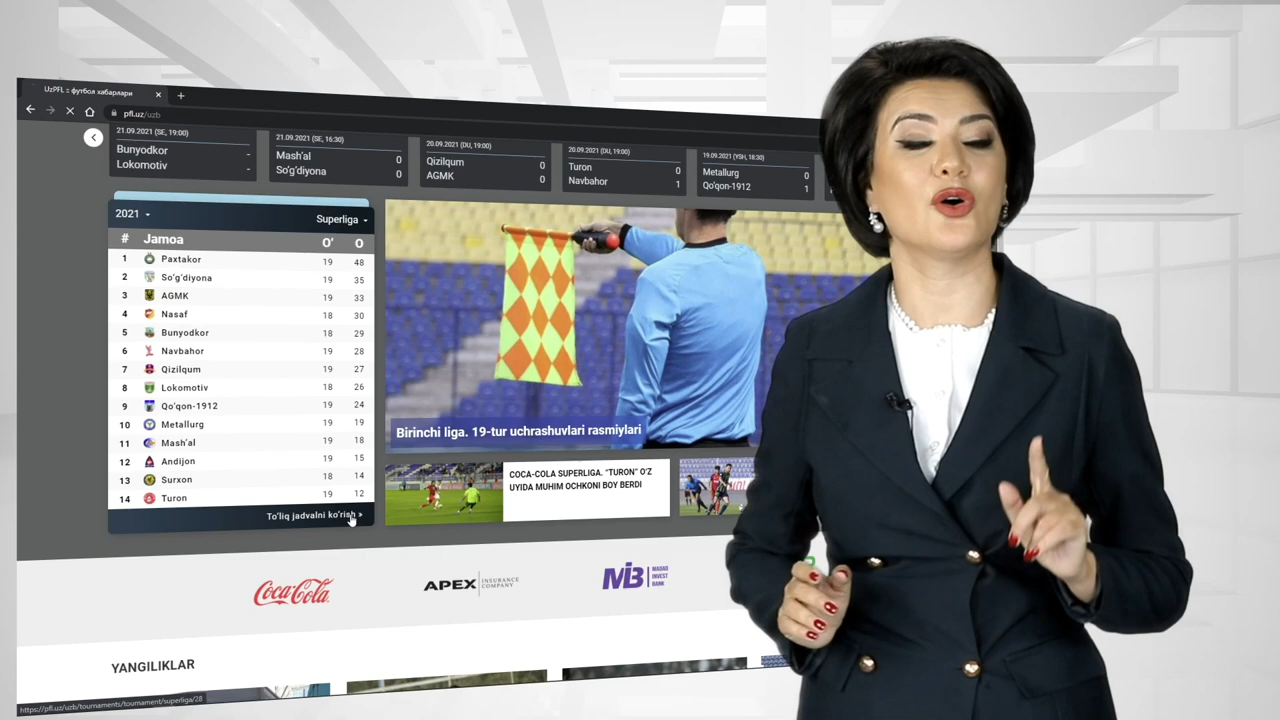 UzPFL :: футбол хабарлари
pfl.uz/uzb
21.09.2021 (SE, 19:00)
Bunyodkor -
Lokomotiv -
21.09.2021 (SE, 16:30)
Mash'al 0
So'g'diyona 0
20.09.2021 (DU, 19:00)
Qizilqum 0
AGMK 0
20.09.2021 (DU, 19:00)
Turon 0
Navbahor 1
19.09.2021 (YSH, 18:30)
Metallurg 0
Qo'qon-1912 1
2021 Superliga
# Jamoa O' O
1 Paxtakor 19 48
2 So'g'diyona 19 35
3 AGMK 19 33
4 Nasaf 18 30
5 Bunyodkor 18 29
6 Navbahor 19 28
7 Qizilqum 19 27
8 Lokomotiv 18 26
9 Qo'qon-1912 19 24
10 Metallurg 19 19
11 Mash'al 19 18
12 Andijon 19 15
13 Surxon 18 14
14 Turon 19 12
To'liq jadvalni ko'rish »
Birinchi liga. 19-tur uchrashuvlari rasmiylari
COCA-COLA SUPERLIGA. "TURON" O'Z
UYIDA MUHIM OCHKONI BOY BERDI
Coca-Cola
APEX INSURANCE COMPANY
MIB MADAD INVEST BANK
YANGILIKLAR
https://pfl.uz/uzb/tournaments/tournament/superliga/28